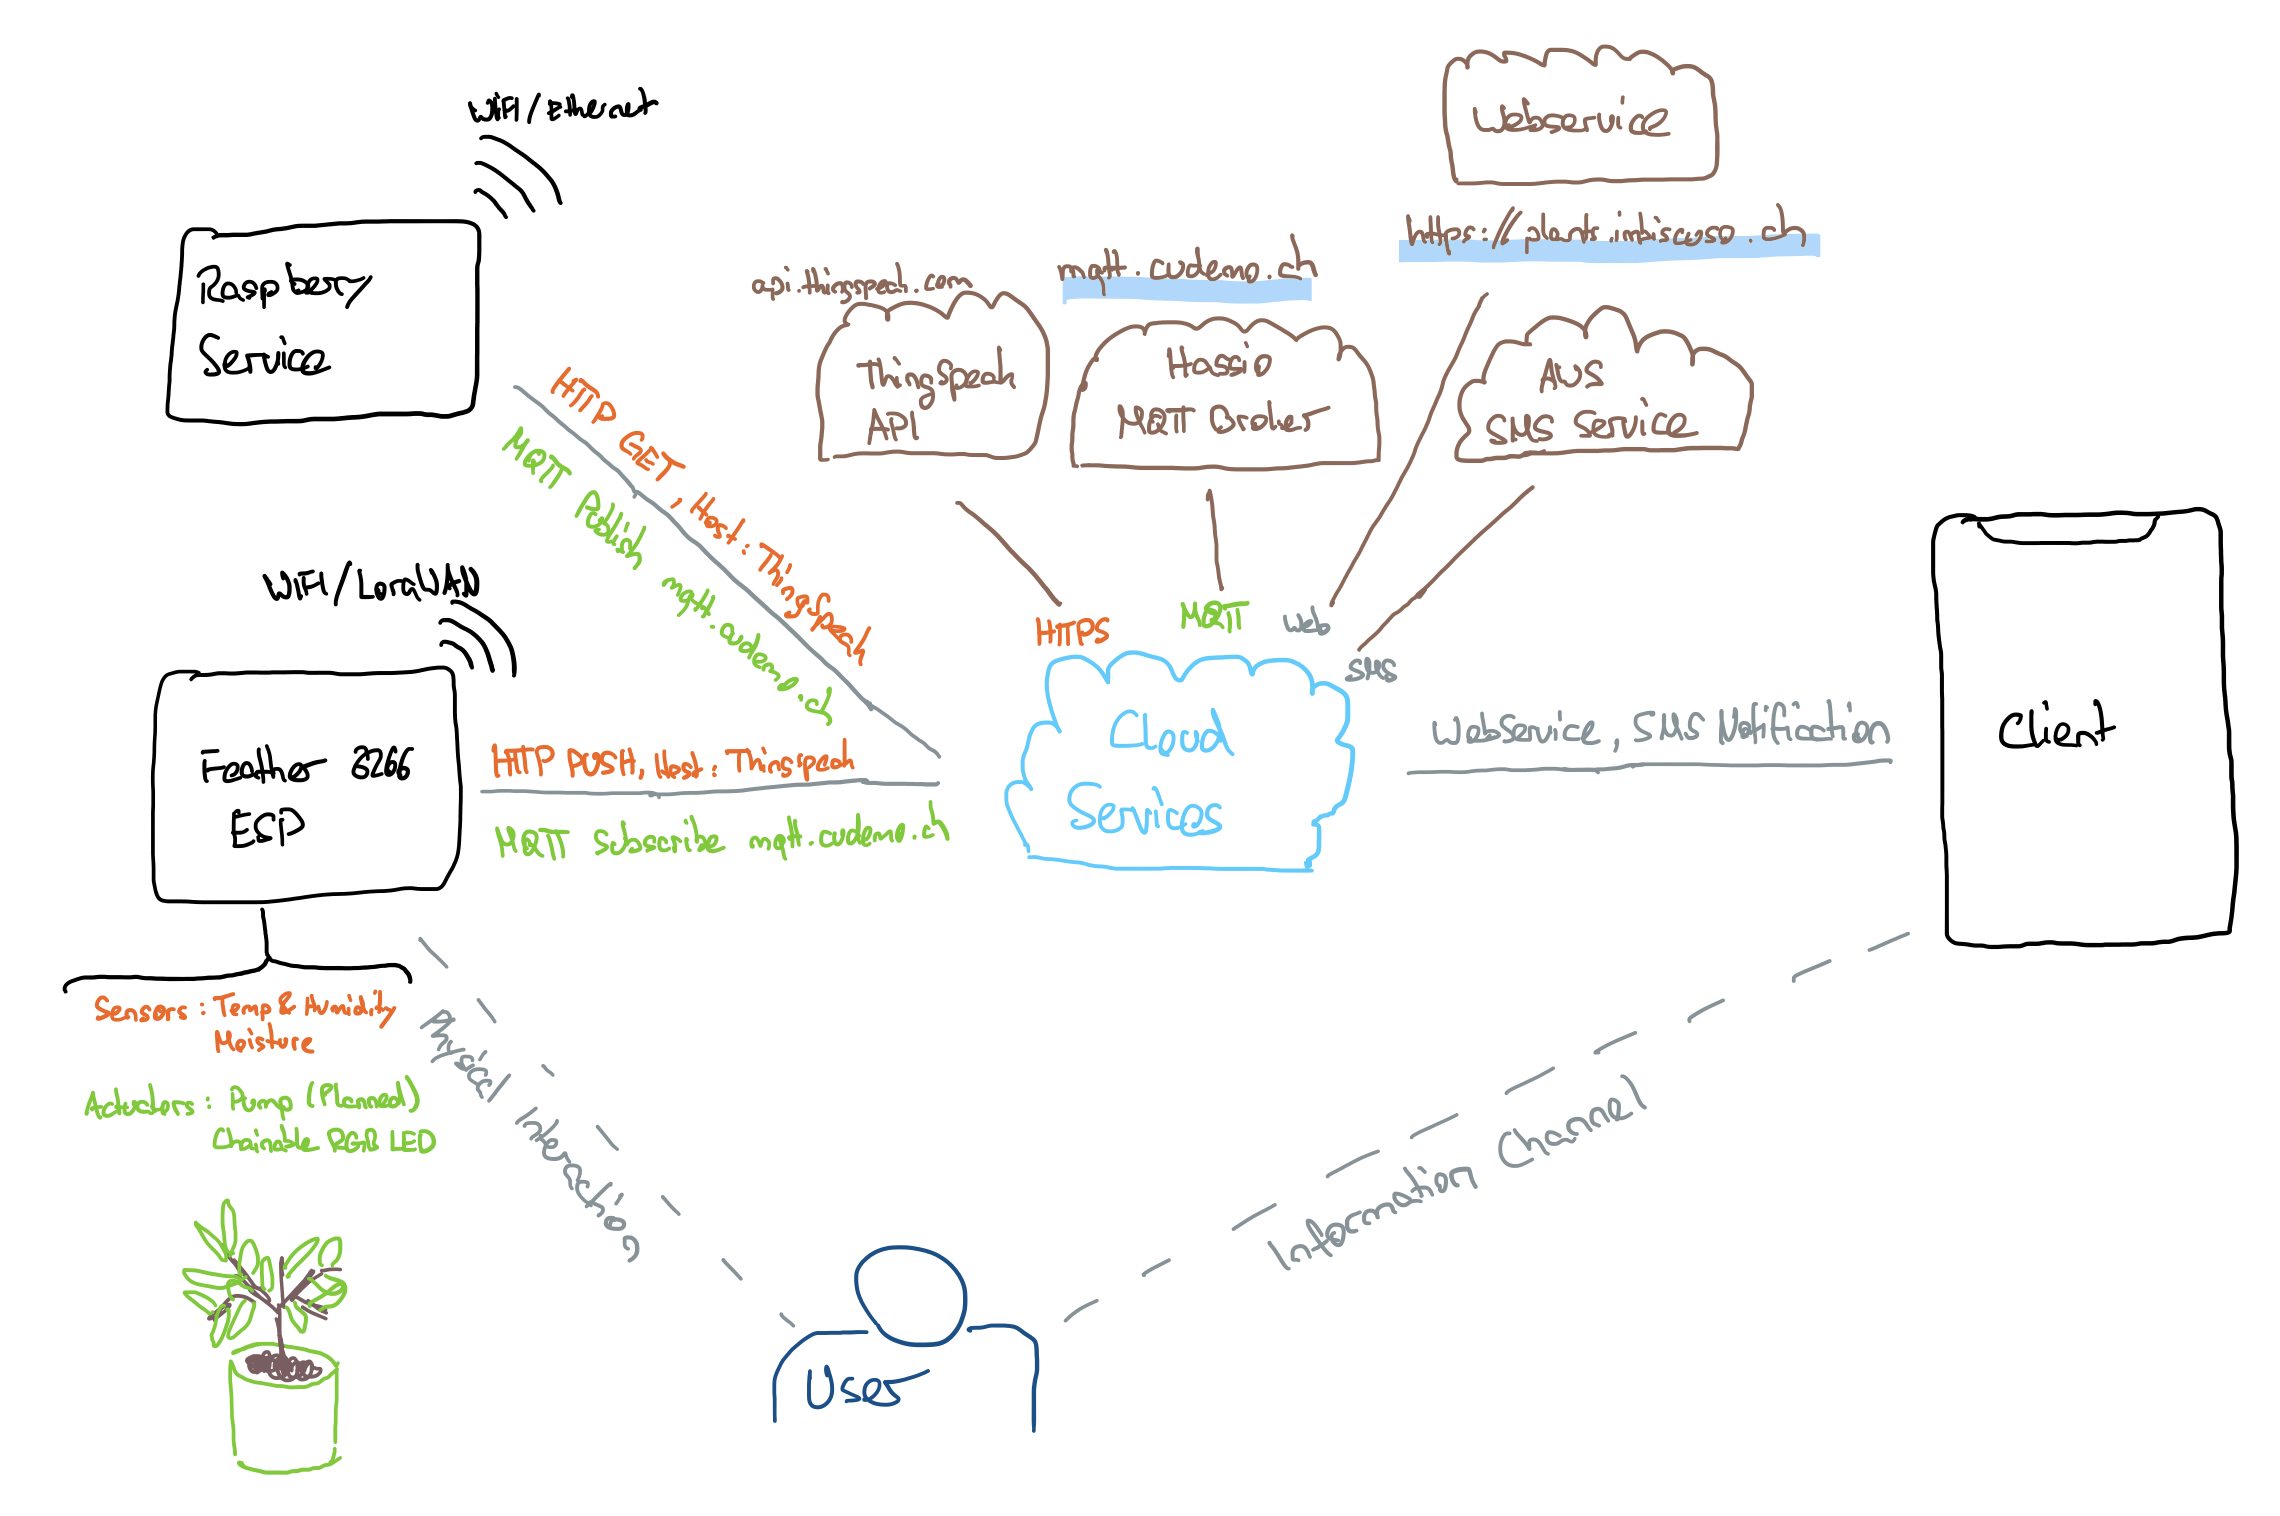 WiFI/Ethernet
Raspberry
Service
HTTP GET, Host: ThingSpeak
MQTT Publish mqtt.cudemo.ch
Webservice
https://plants.imbiscuso.ch
api.thingspeak.com
ThingSpeak
API
mqtt.cudemo.ch
Hassio
MQTT Broker
AWS
SMS Service
HTTPS
MQTT
Web
SMS
Cloud
Services
WebService, SMS Notification
Client
WiFI/LoraWAN
Feather 8266
ESP
HTTP PUSH, Host: Thingspeak
MQTT Subscribe mqtt.cudemo.ch
Sensors: Temp & Humidity
Moisture
Actuators: Pump (Planned)
Chainable RGB LED
Physical Interaction
Information Channel
User